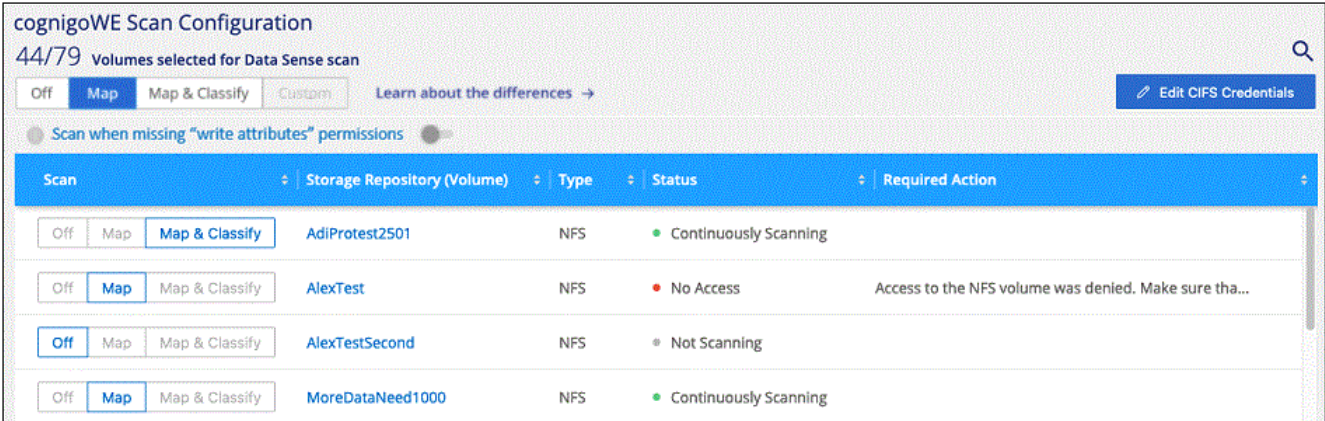 cognigoWE Scan Configuration
44/79 Volumes selected for Data Sense scan
Off Map Map & Classify Custom Learn about the differences → Edit CIFS Credentials
Scan when missing "write attributes" permissions
Scan Storage Repository (Volume) Type Status Required Action
Off Map Map & Classify AdiProtest2501 NFS Continuously Scanning
Off Map Map & Classify AlexTest NFS No Access Access to the NFS volume was denied. Make sure tha...
Off Map Map & Classify AlexTestSecond NFS Not Scanning
Off Map Map & Classify MoreDataNeed1000 NFS Continuously Scanning